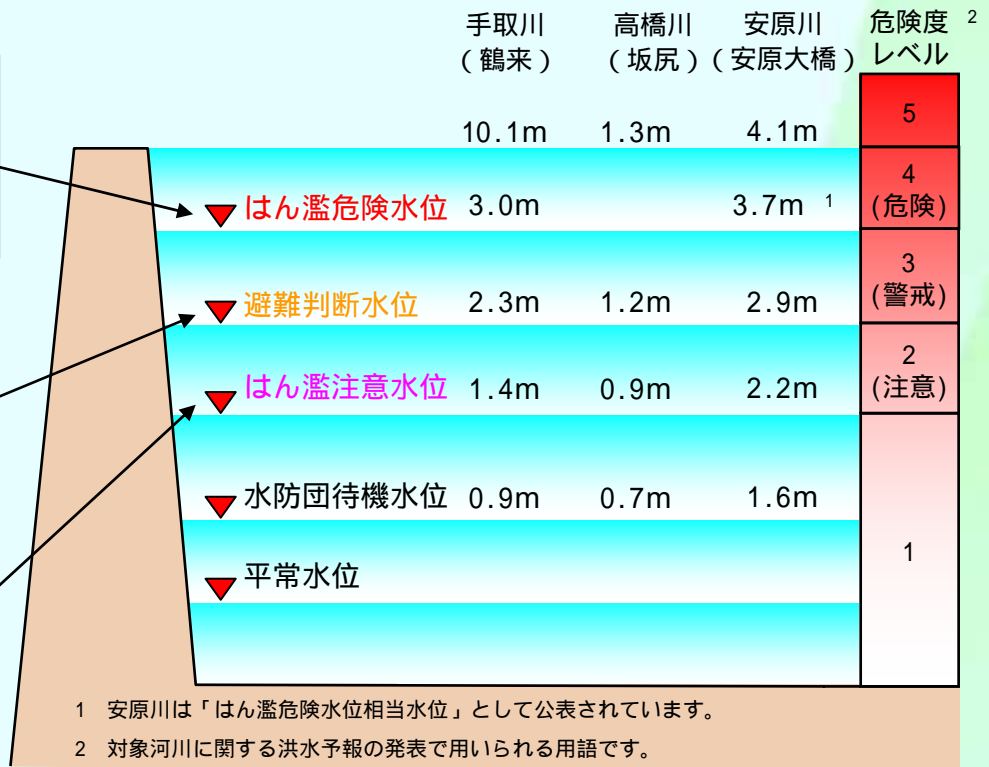 手取川 高橋川 安原川 危険度 2
(鶴来) (坂尻) (安原大橋) レベル
10.1m 1.3m 4.1m 5
はん濫危険水位 3.0m 3.7m 1 4
(危険)
避難判断水位 2.3m 1.2m 2.9m 3
(警戒)
はん濫注意水位 1.4m 0.9m 2.2m 2
(注意)
水防団待機水位 0.9m 0.7m 1.6m
平常水位 1
1 安原川は「はん濫危険水位相当水位」として公表されています。
2 対象河川に関する洪水予報の発表で用いられる用語です。